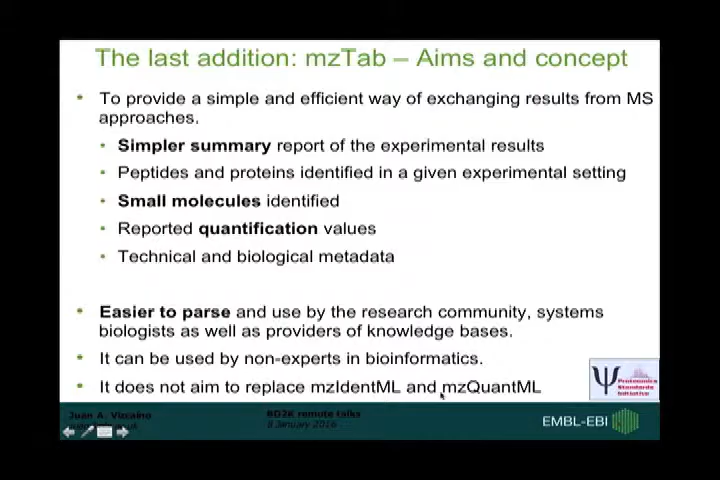 The last addition: mzTab – Aims and concept
• To provide a simple and efficient way of exchanging results from MS
approaches.
• Simpler summary report of the experimental results
• Peptides and proteins identified in a given experimental setting
• Small molecules identified
• Reported quantification values
• Technical and biological metadata
• Easier to parse and use by the research community, systems
biologists as well as providers of knowledge bases.
• It can be used by non-experts in bioinformatics.
• It does not aim to replace mzIdentML and mzQuantML
Ψ Proteomics
Standards
Initiative
Juan A. Vizcaíno
BD2K remote talks
8 January 2016
EMBL-EBI